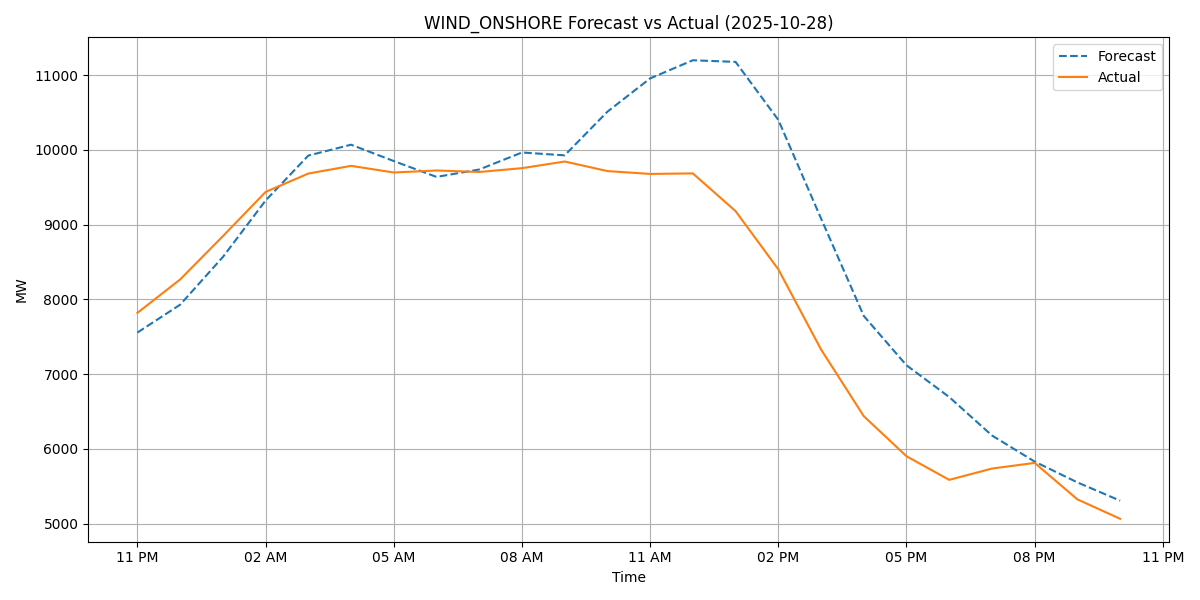 WIND_ONSHORE Forecast vs Actual (2025-10-28)
Forecast
Actual
MW
11000
10000
9000
8000
7000
6000
5000
11 PM 02 AM 05 AM 08 AM 11 AM 02 PM 05 PM 08 PM 11 PM
Time